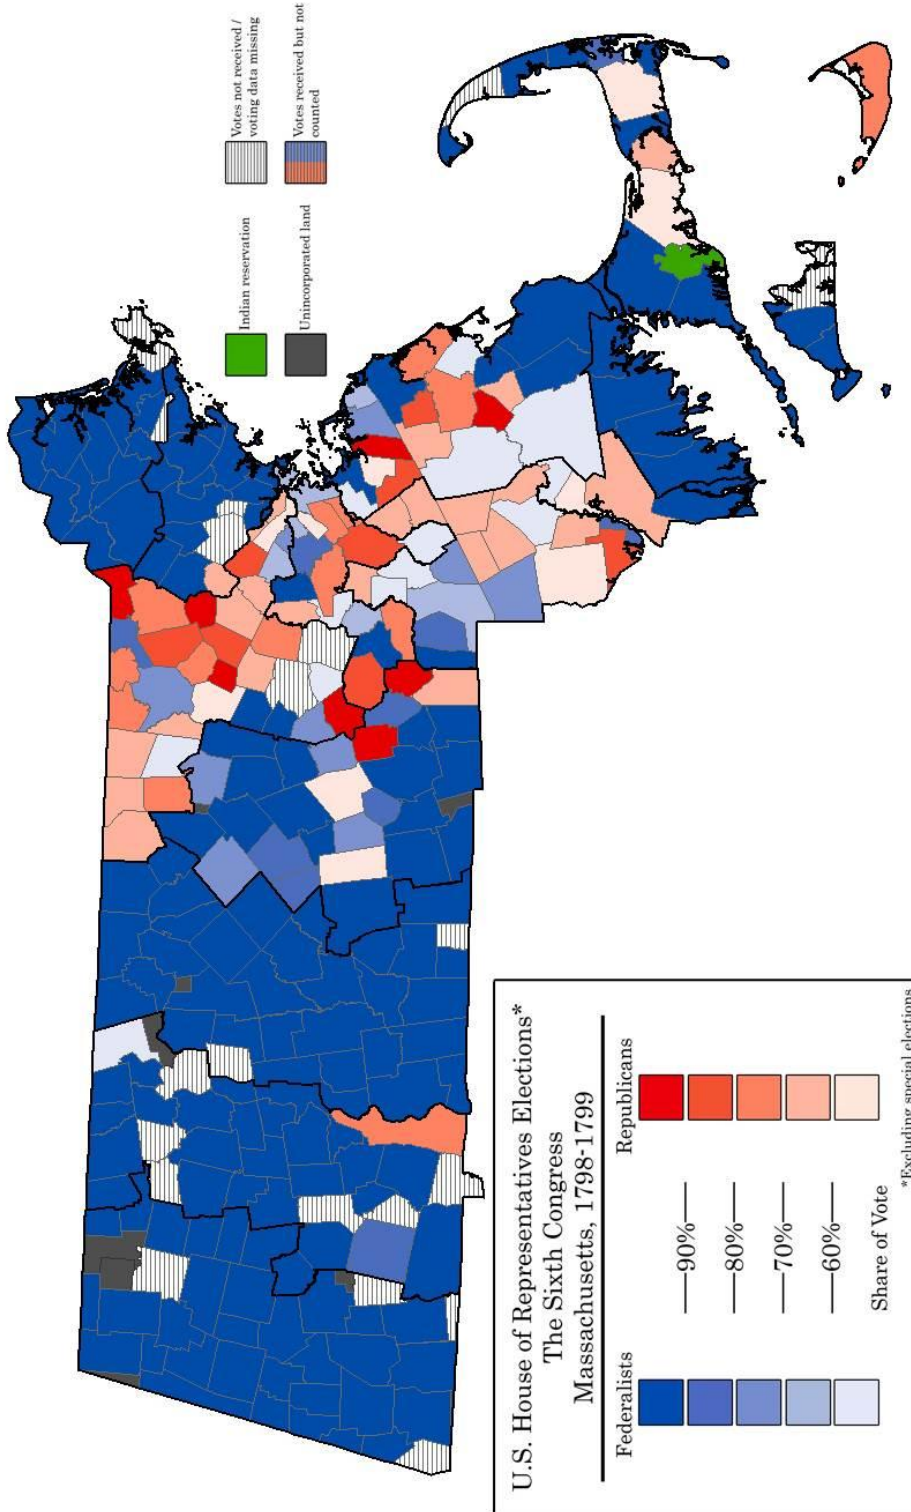 Indian reservation
Unincorporated land
Votes not received /
voting data missing
Votes received but not
counted
U.S. House of Representatives Elections*
The Sixth Congress
Massachusetts, 1798-1799
Federalists
Republicans
90%
80%
70%
60%
Share of Vote
*Excluding special elections